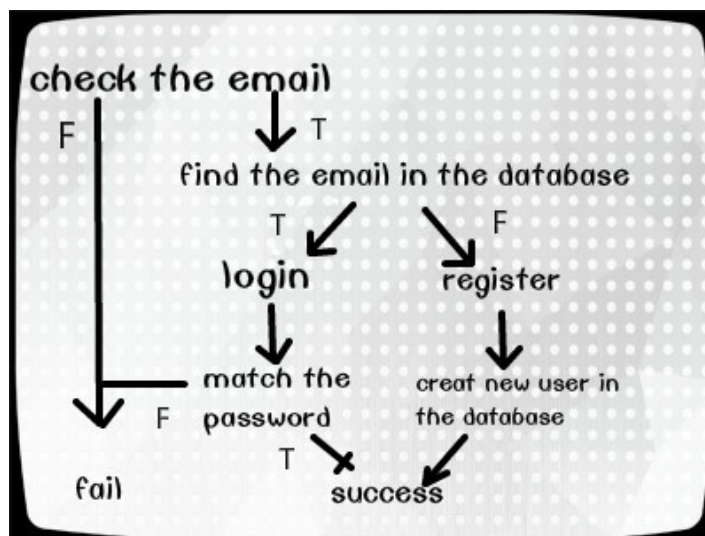 check the email
F
T
find the email in the database
T
F
login
register
match the
password
creat new user in
the database
F
T
fail
success